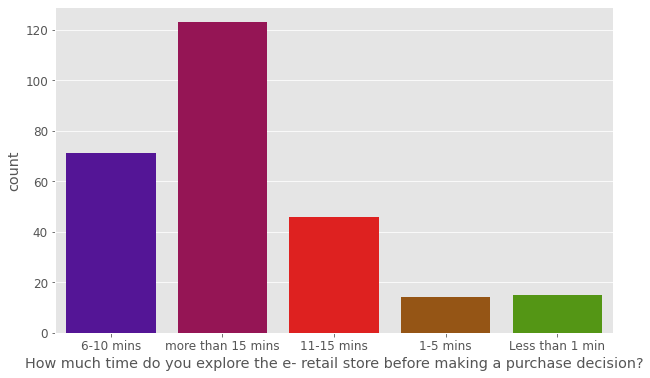 120
100
80
60
40
20
0
count
6-10 mins more than 15 mins 11-15 mins 1-5 mins Less than 1 min
How much time do you explore the e- retail store before making a purchase decision?